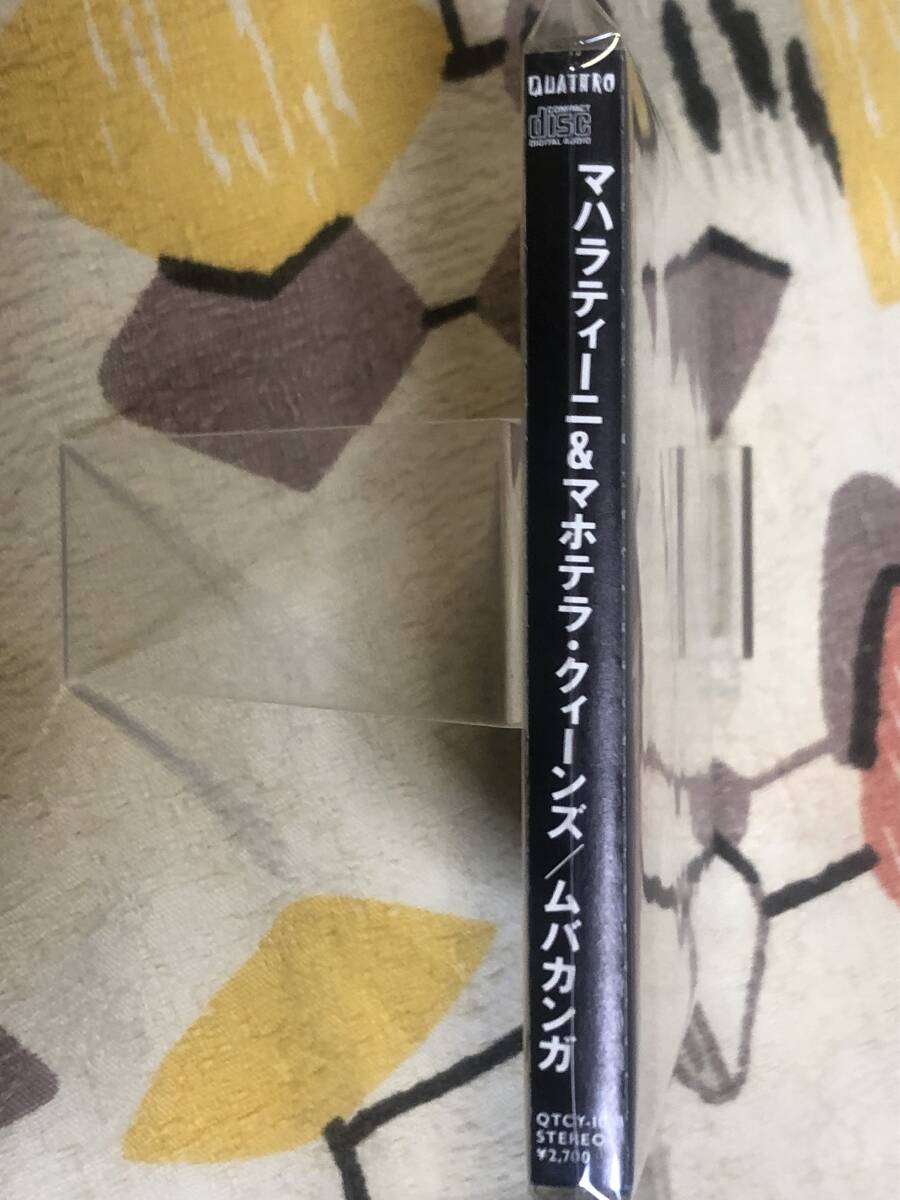 QUATTRO
COMPACT
disc
DIGITAL AUDIO
マハラティーニ&マホテラ・クィーンズ/ムバカンガ
STEREO
¥2,700